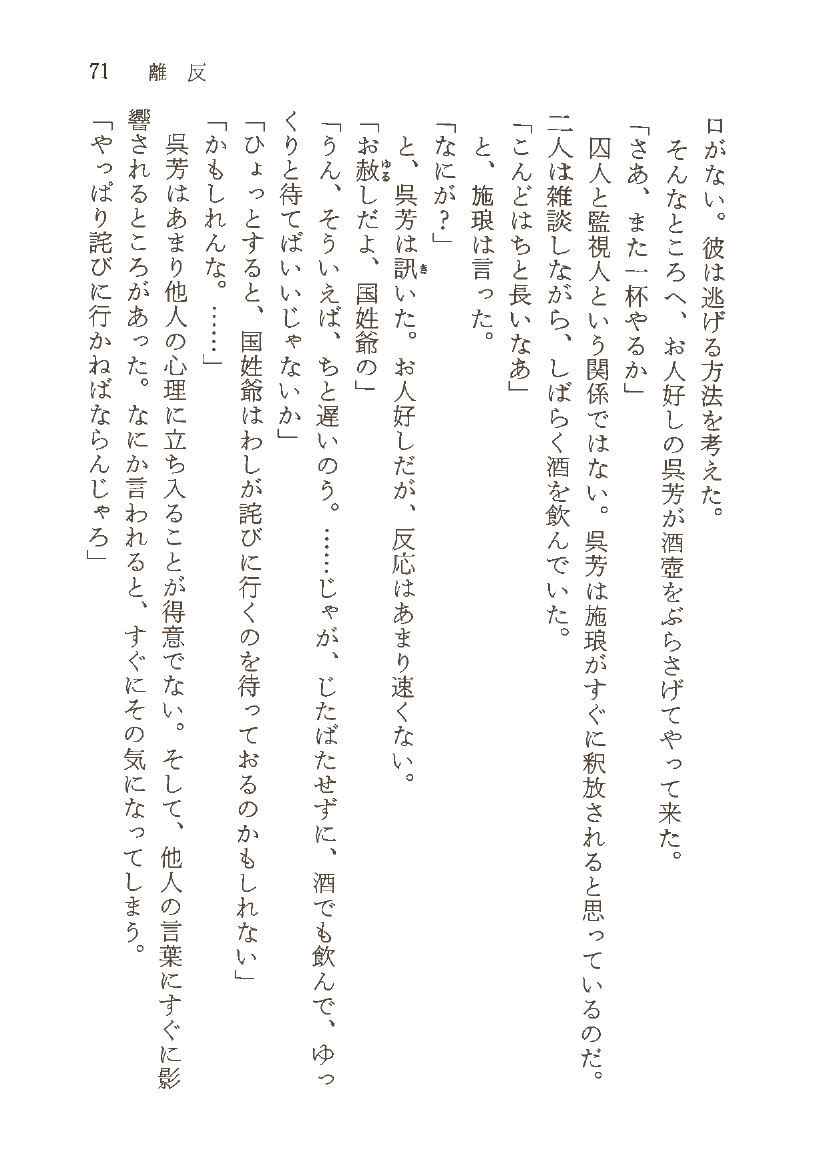 71　離　反
ロがない。彼は逃げる方法を考えた。
　そんなところへ、お人好しの呉芳が酒壺をぶらさげてやって来た。
「さあ、また一杯やるか」
　囚人と監視人という関係ではない。呉芳は施琅がすぐに釈放されると思っているのだ。
二人は雑談しながら、しばらく酒を飲んでいた。
「こんどはちと長いなあ」
　と、施琅は言った。
「なにが？」
　と、呉芳は訊いた。お人好しだが、反応はあまり速くない。
「お赦しだよ、国姓爺の」
「うん、そういえば、ちと遅いのう。……じゃが、じたばたせずに、酒でも飲んで、ゆっ
くりと待てばいいじゃないか」
「ひょっとすると、国姓爺はわしが詫びに行くのを待っておるのかもしれない」
「かもしれんな。……」
　呉芳はあまり他人の心理に立ち入ることが得意でない。そして、他人の言葉にすぐに影
響されるところがあった。なにか言われると、すぐにその気になってしまう。
「やっぱり詫びに行かねばならんじゃろ」